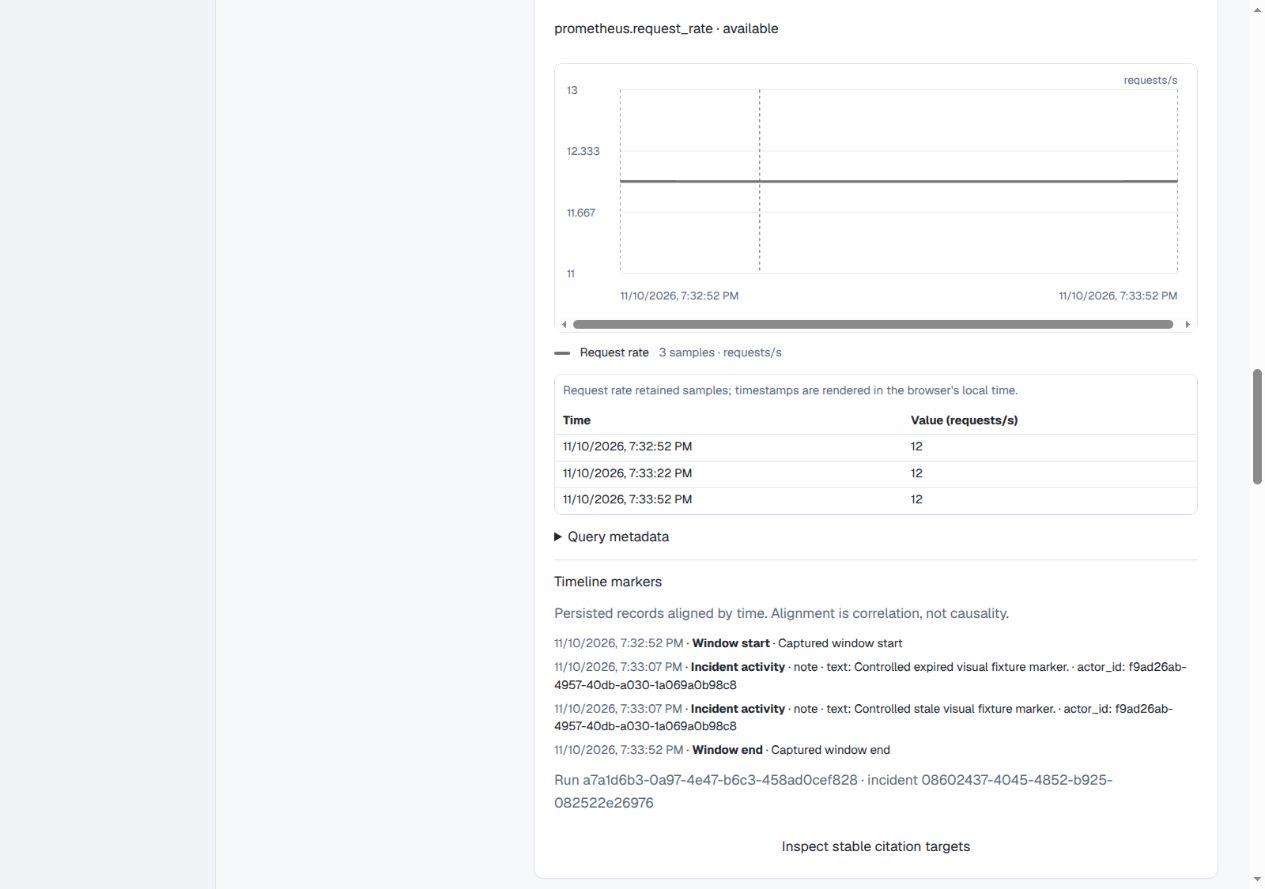 prometheus.request_rate · available
requests/s
13
12.333
11.667
11
11/10/2026, 7:32:52 PM
11/10/2026, 7:33:52 PM
Request rate 3 samples · requests/s
Request rate retained samples; timestamps are rendered in the browser's local time.
Time Value (requests/s)
11/10/2026, 7:32:52 PM 12
11/10/2026, 7:33:22 PM 12
11/10/2026, 7:33:52 PM 12
Query metadata
Timeline markers
Persisted records aligned by time. Alignment is correlation, not causality.
11/10/2026, 7:32:52 PM · Window start · Captured window start
11/10/2026, 7:33:07 PM · Incident activity · note · text: Controlled expired visual fixture marker. · actor_id: f9ad26ab-
4957-40db-a030-1a069a0b98c8
11/10/2026, 7:33:07 PM · Incident activity · note · text: Controlled stale visual fixture marker. · actor_id: f9ad26ab-
4957-40db-a030-1a069a0b98c8
11/10/2026, 7:33:52 PM · Window end · Captured window end
Run a7a1d6b3-0a97-4e47-b6c3-458ad0cef828 · incident 08602437-4045-4852-b925-
082522e26976
Inspect stable citation targets